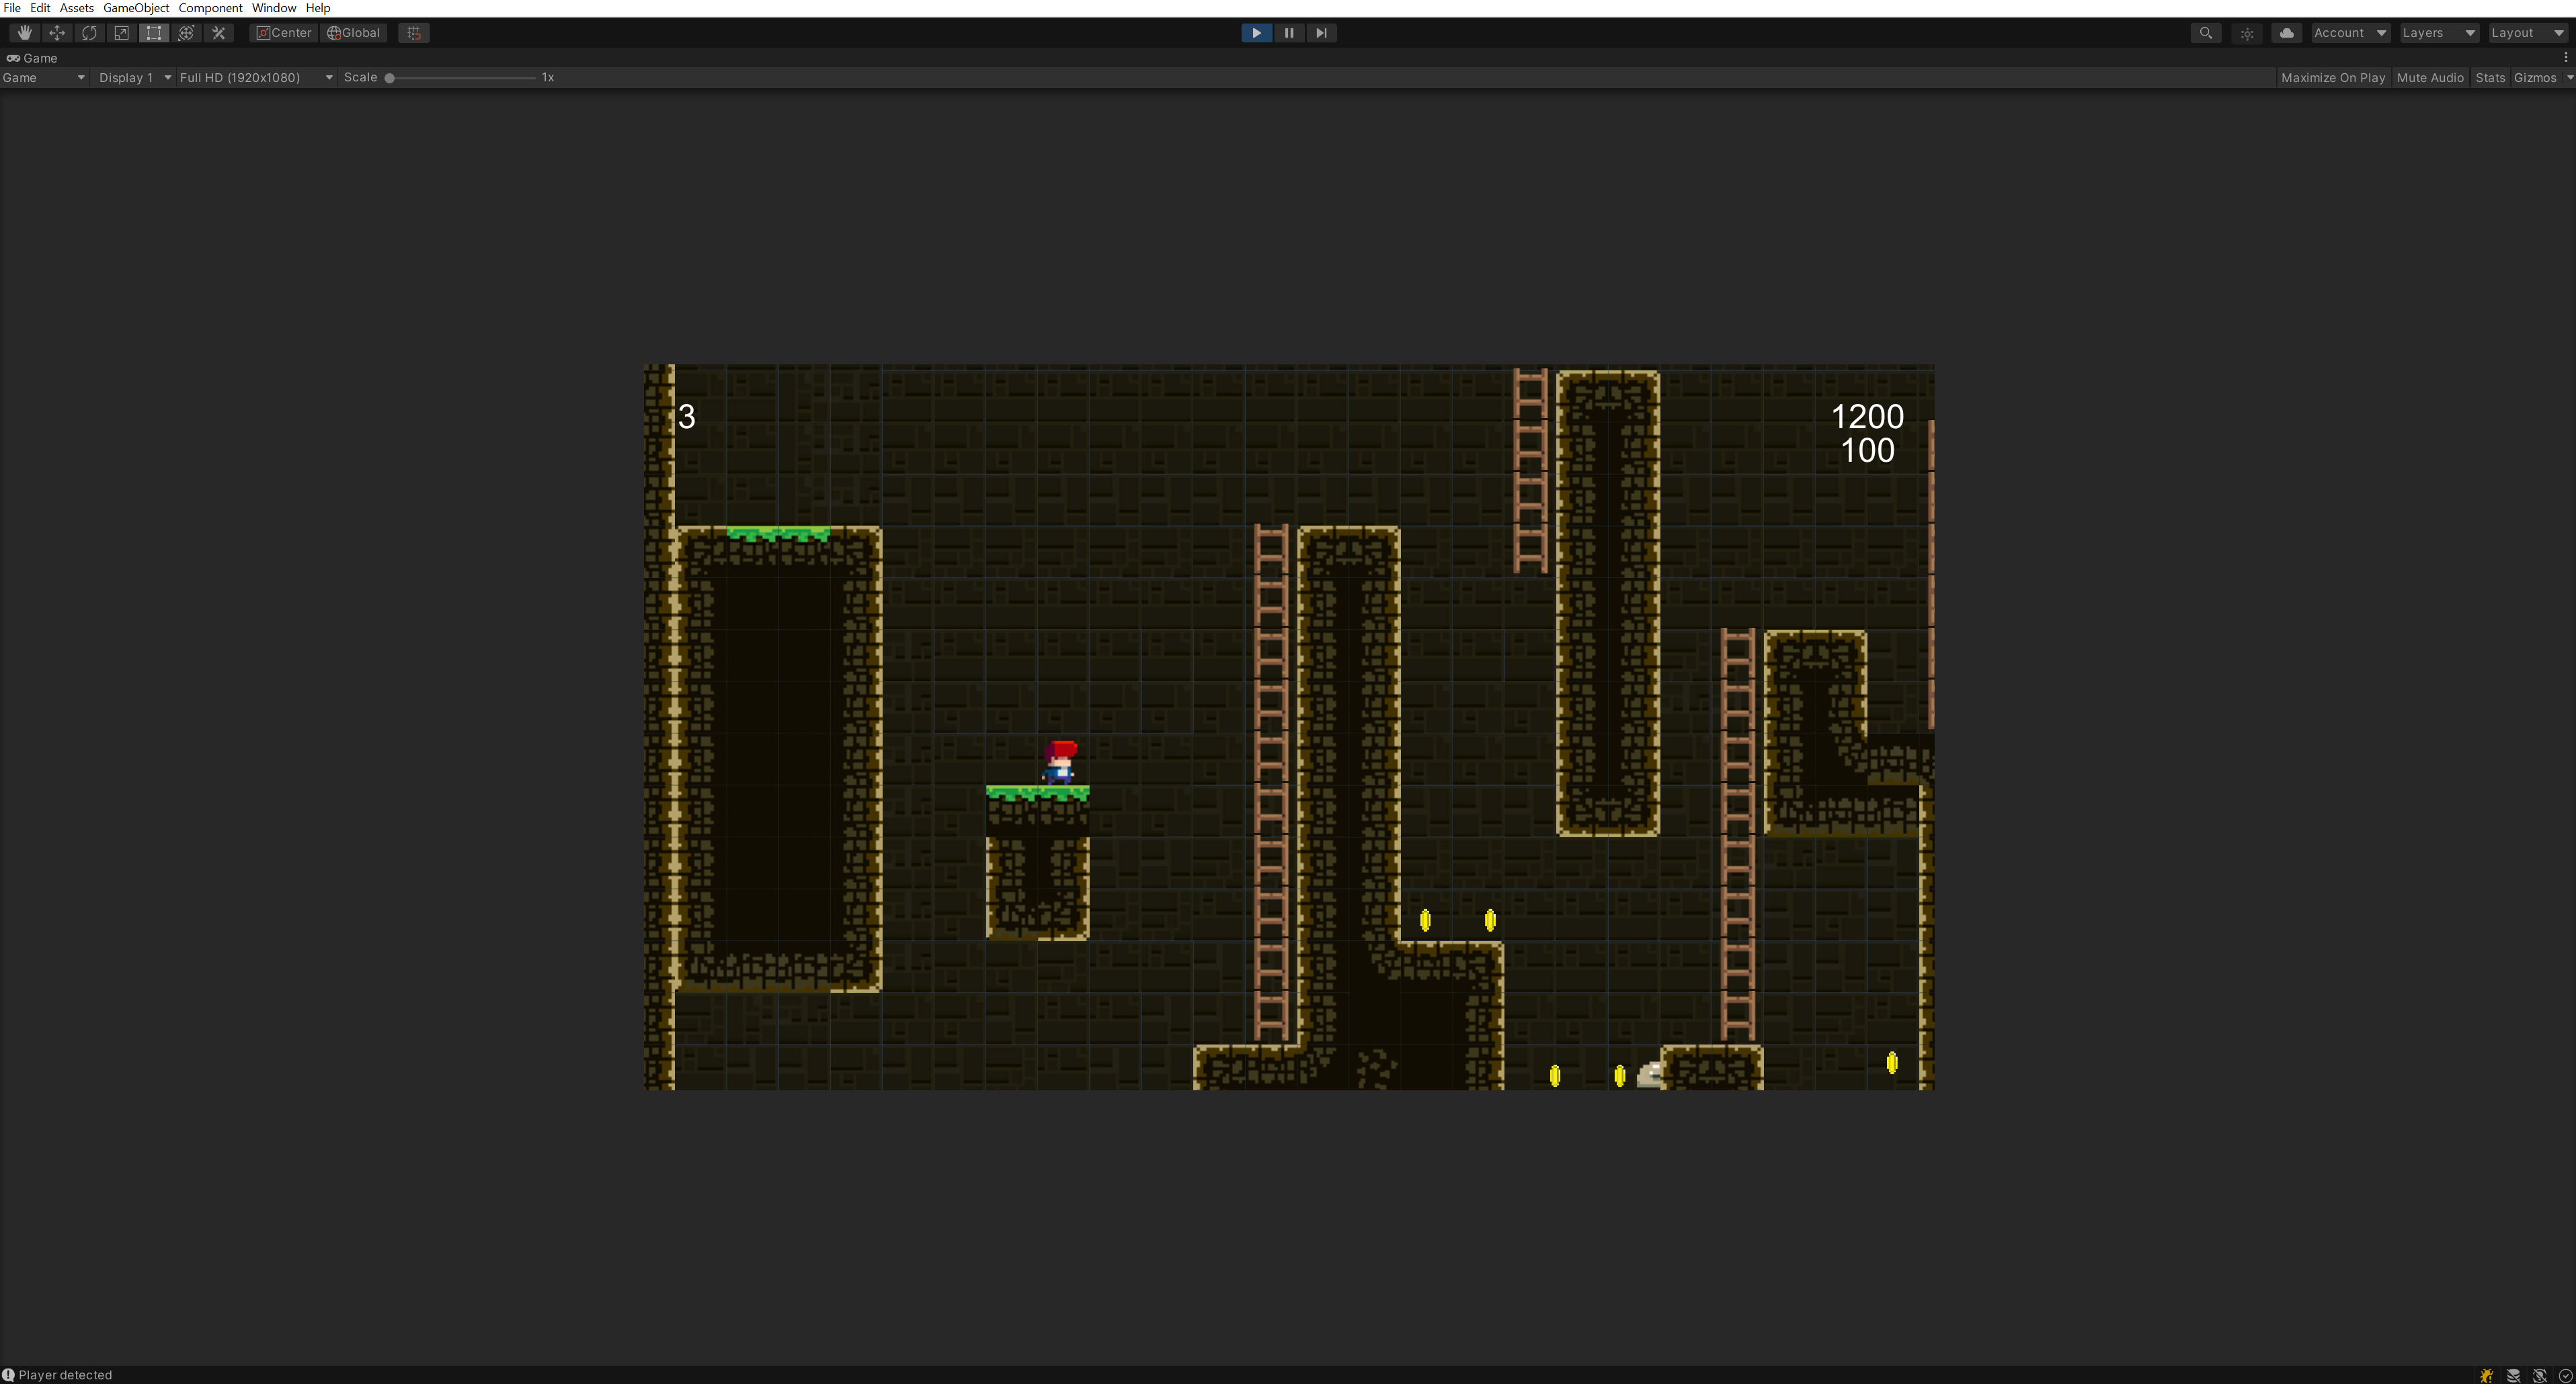 File Edit Assets GameObject Component Window Help
Center Global Account Layers Layout
Game
Game Display 1 Full HD (1920x1080) Scale 1x Maximize On Play Mute Audio Stats Gizmos
3 1200
100
Player detected